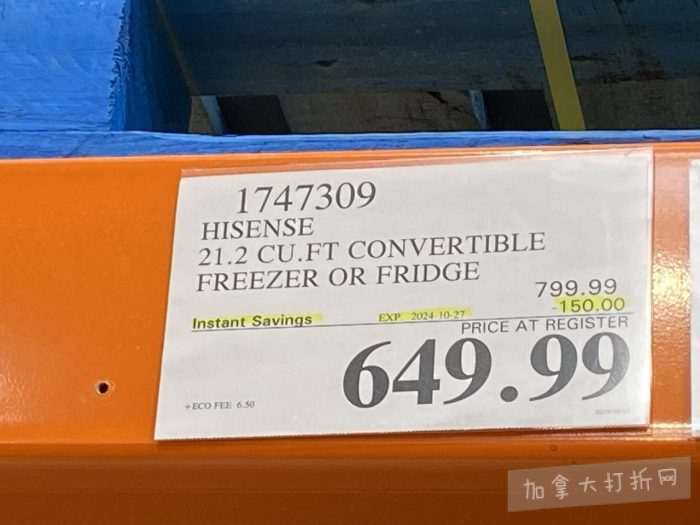 1747309
HISENSE
21.2 CU.FT CONVERTIBLE
FREEZER OR FRIDGE
799.99
Instant Savings EXP 2024-10-27 -150.00
PRICE AT REGISTER
649.99
+ECO FEE 6.50
加拿大打折网